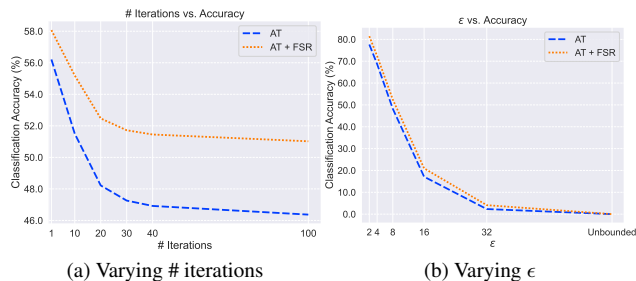 # Iterations vs. Accuracy
AT
AT + FSR
Classification Accuracy (%)
58.0
56.0
54.0
52.0
50.0
48.0
46.0
1 10 20 30 40 100
# Iterations
(a) Varying # iterations
ε vs. Accuracy
AT
AT + FSR
Classification Accuracy (%)
80.0
70.0
60.0
50.0
40.0
30.0
20.0
10.0
0.0
2 4 8 16 32 Unbounded
ε
(b) Varying ϵ